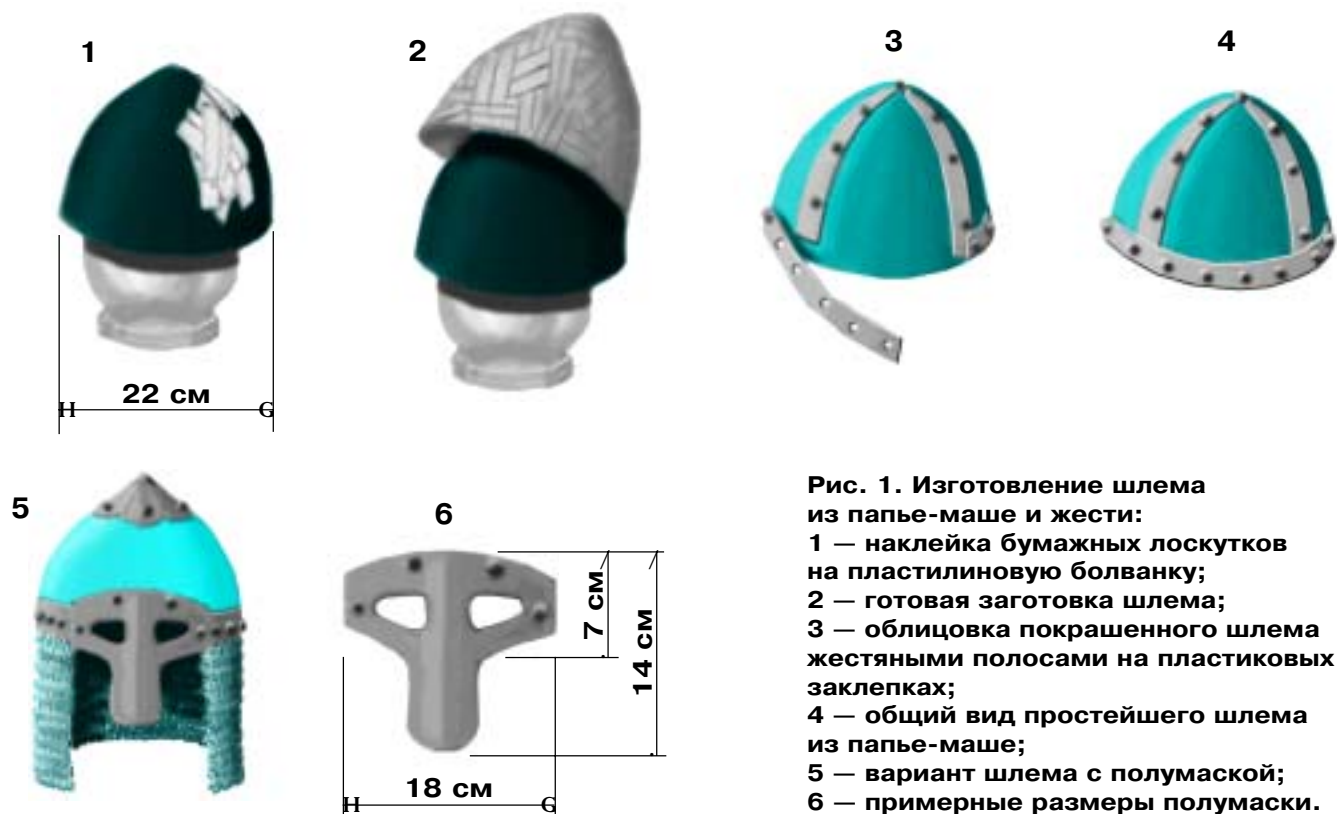 1
2
3
4
22 см
H G
5
6
7 см
14 см
18 см
H G
Рис. 1. Изготовление шлема
из папье-маше и жести:
1 — наклейка бумажных лоскутков
на пластилиновую болванку;
2 — готовая заготовка шлема;
3 — облицовка покрашенного шлема
жестяными полосами на пластиковых
заклепках;
4 — общий вид простейшего шлема
из папье-маше;
5 — вариант шлема с полумаской;
6 — примерные размеры полумаски.